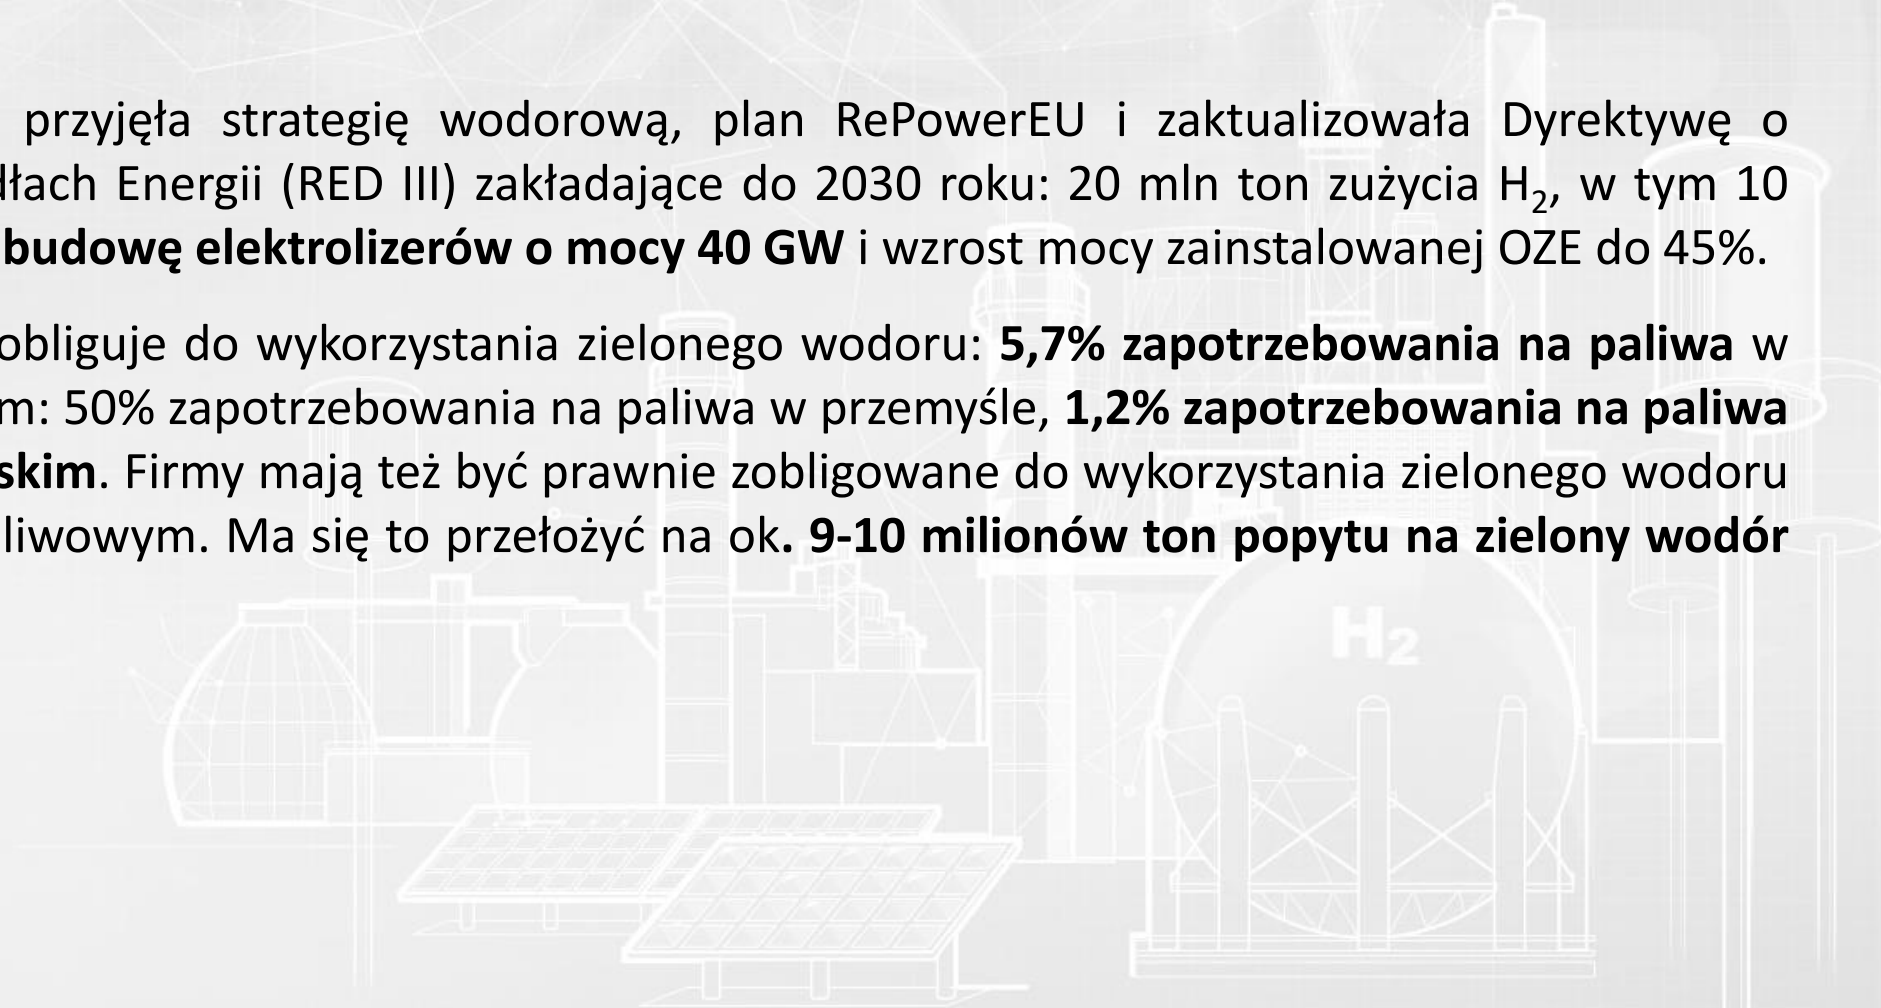 przyjęła strategię wodorową, plan RePowerEU i zaktualizowała Dyrektywę o
dłach Energii (RED III) zakładające do 2030 roku: 20 mln ton zużycia H₂, w tym 10
budowę elektrolizerów o mocy 40 GW i wzrost mocy zainstalowanej OZE do 45%.
obliguje do wykorzystania zielonego wodoru: 5,7% zapotrzebowania na paliwa w
m: 50% zapotrzebowania na paliwa w przemyśle, 1,2% zapotrzebowania na paliwa
skim. Firmy mają też być prawnie zobligowane do wykorzystania zielonego wodoru
liwowym. Ma się to przełożyć na ok. 9-10 milionów ton popytu na zielony wodór
H₂